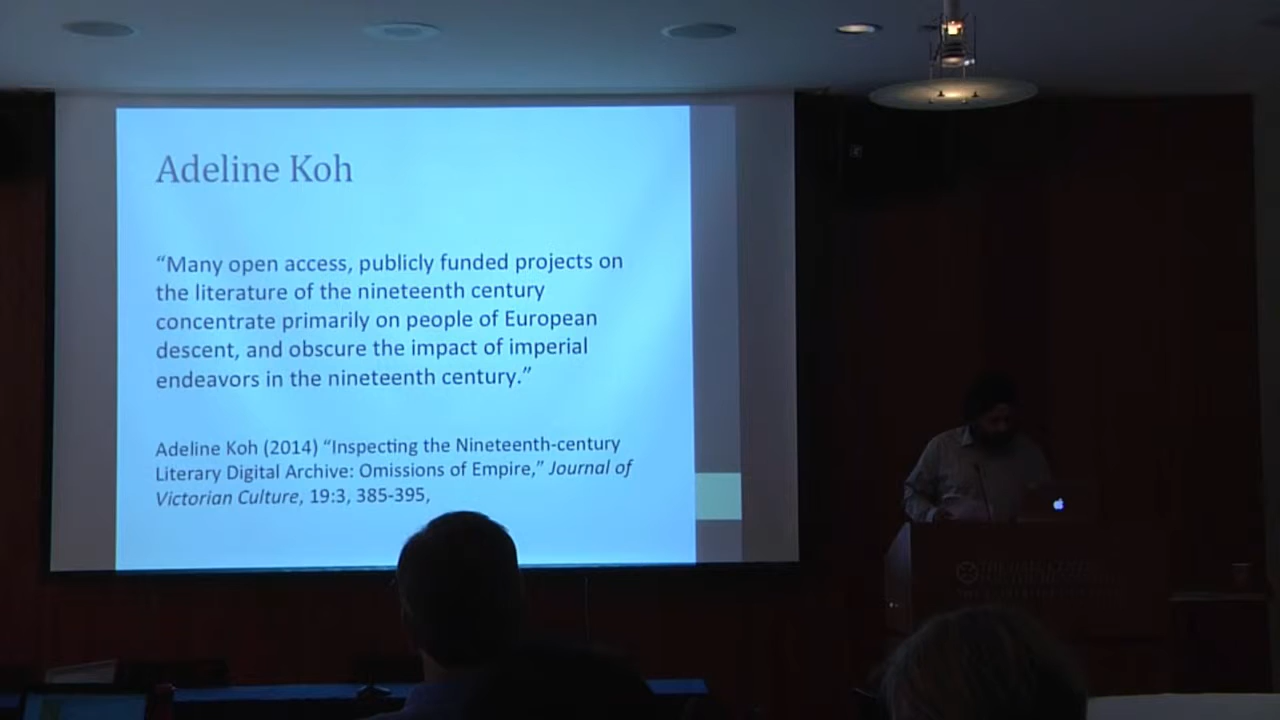 Adeline Koh
“Many open access, publicly funded projects on
the literature of the nineteenth century
concentrate primarily on people of European
descent, and obscure the impact of imperial
endeavors in the nineteenth century.”
Adeline Koh (2014) “Inspecting the Nineteenth-century
Literary Digital Archive: Omissions of Empire,” Journal of
Victorian Culture, 19:3, 385-395,